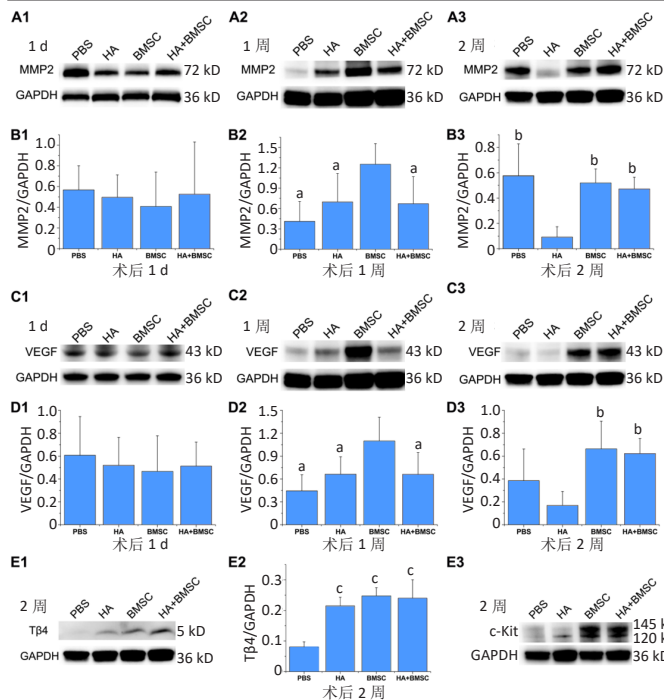 A1 A2 A3
1 d PBS HA BMSC HA+BMSC 1 周 PBS HA BMSC HA+BMSC 2 周 PBS HA BMSC HA+BMSC
MMP2 72 kD MMP2 72 kD MMP2 72 kD
GAPDH 36 kD GAPDH 36 kD GAPDH 36 kD
B1 B2 B3
MMP2/GAPDH 1.0 0.8 0.6 0.4 0.2 0 MMP2/GAPDH 1.5 1.2 0.9 0.6 0.3 0 a a a MMP2/GAPDH 0.8 0.6 0.4 0.2 0 b b b
PBS HA BMSC HA+BMSC PBS HA BMSC HA+BMSC PBS HA BMSC HA+BMSC
术后 1 d 术后 1 周 术后 2 周
C1 C2 C3
1 d PBS HA BMSC HA+BMSC 1 周 PBS HA BMSC HA+BMSC 2 周 PBS HA BMSC HA+BMSC
VEGF 43 kD VEGF 43 kD VEGF 43 kD
GAPDH 36 kD GAPDH 36 kD GAPDH 36 kD
D1 D2 D3
VEGF/GAPDH 1.0 0.8 0.6 0.4 0.2 0 VEGF/GAPDH 1.5 1.2 0.9 0.6 0.3 0 a a a VEGF/GAPDH 1.0 0.8 0.6 0.4 0.2 0 b b
PBS HA BMSC HA+BMSC PBS HA BMSC HA+BMSC PBS HA BMSC HA+BMSC
术后 1 d 术后 1 周 术后 2 周
E1 E2 E3
2 周 PBS HA BMSC HA+BMSC Tβ4/GAPDH 0.3 0.2 0.1 0 c c c 2 周 PBS HA BMSC HA+BMSC
Tβ4 5 kD c-Kit 145 k 120 k
GAPDH 36 kD GAPDH 36 kD
PBS HA BMSC HA+BMSC
术后 2 周